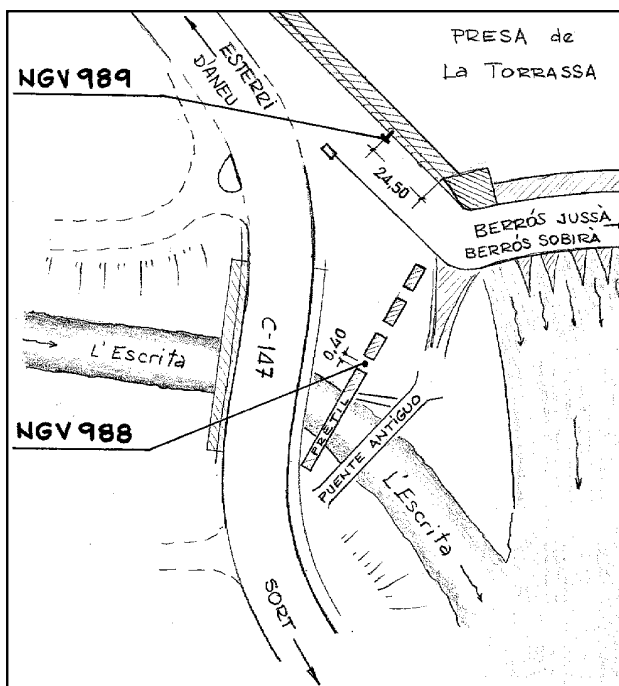 PRESA de
LA TORRASSA
ESTERRI
D'ANEU
NGV 989
24,50
BERRÓS JUSSÀ
BERRÓS SOBIRÀ
C-147
0,40
L'Escrita
NGV 988
PRETIL
PUENTE ANTIGUO
L'Escrita
SORT